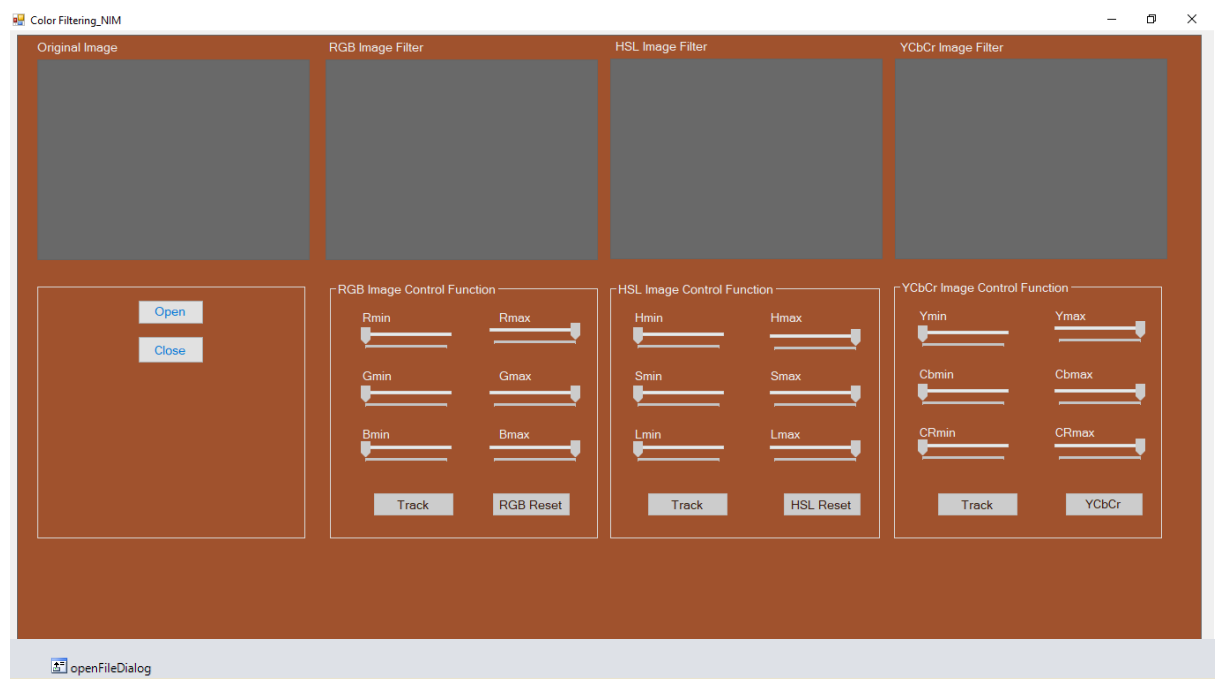 Color Filtering_NIM
Original Image
RGB Image Filter
HSL Image Filter
YCbCr Image Filter
Open
Close
RGB Image Control Function
Rmin Rmax
Gmin Gmax
Bmin Bmax
Track RGB Reset
HSL Image Control Function
Hmin Hmax
Smin Smax
Lmin Lmax
Track HSL Reset
YCbCr Image Control Function
Ymin Ymax
Cbmin Cbmax
CRmin CRmax
Track YCbCr
openFileDialog